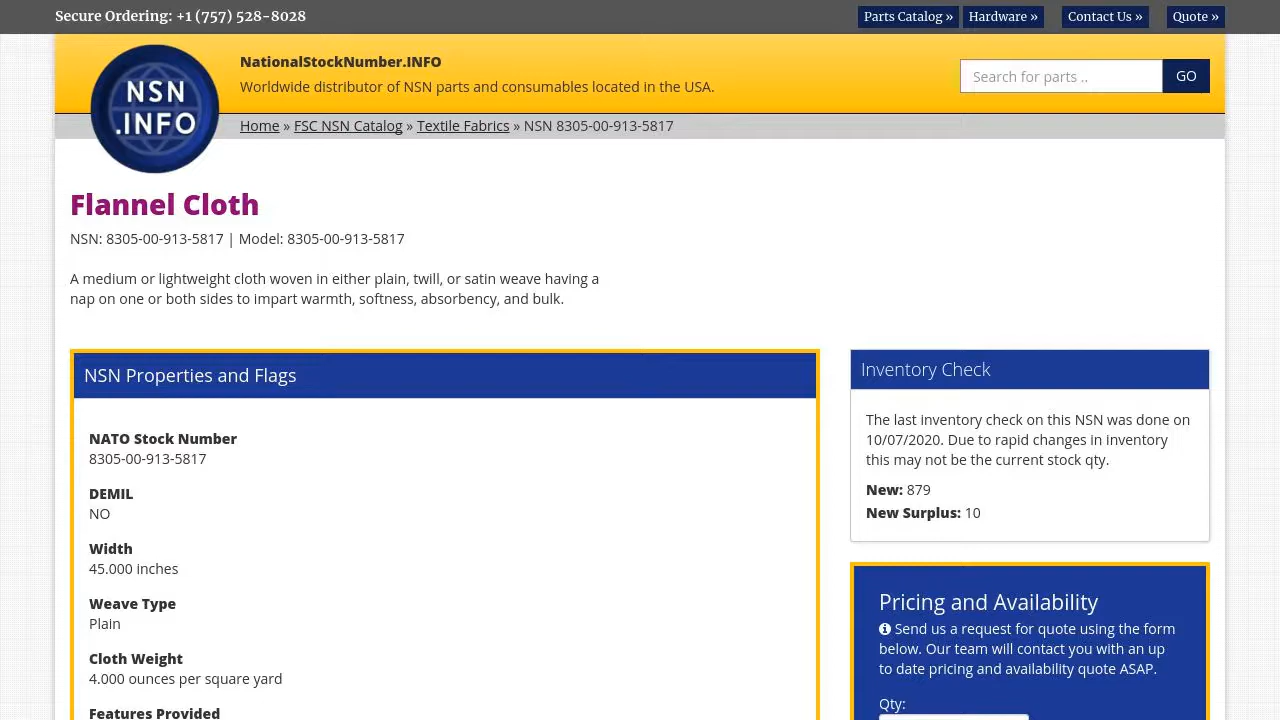 Secure Ordering: +1 (757) 528-8028
Parts Catalog »
Hardware »
Contact Us »
Quote »
NSN
.INFO
NationalStockNumber.INFO
Worldwide distributor of NSN parts and consumables located in the USA.
Search for parts ..
GO
Home » FSC NSN Catalog » Textile Fabrics » NSN 8305-00-913-5817
Flannel Cloth
NSN: 8305-00-913-5817 | Model: 8305-00-913-5817
A medium or lightweight cloth woven in either plain, twill, or satin weave having a
nap on one or both sides to impart warmth, softness, absorbency, and bulk.
NSN Properties and Flags
NATO Stock Number
8305-00-913-5817
DEMIL
NO
Width
45.000 inches
Weave Type
Plain
Cloth Weight
4.000 ounces per square yard
Features Provided
Inventory Check
The last inventory check on this NSN was done on
10/07/2020. Due to rapid changes in inventory
this may not be the current stock qty.
New: 879
New Surplus: 10
Pricing and Availability
Send us a request for quote using the form
below. Our team will contact you with an up
to date pricing and availability quote ASAP.
Qty: